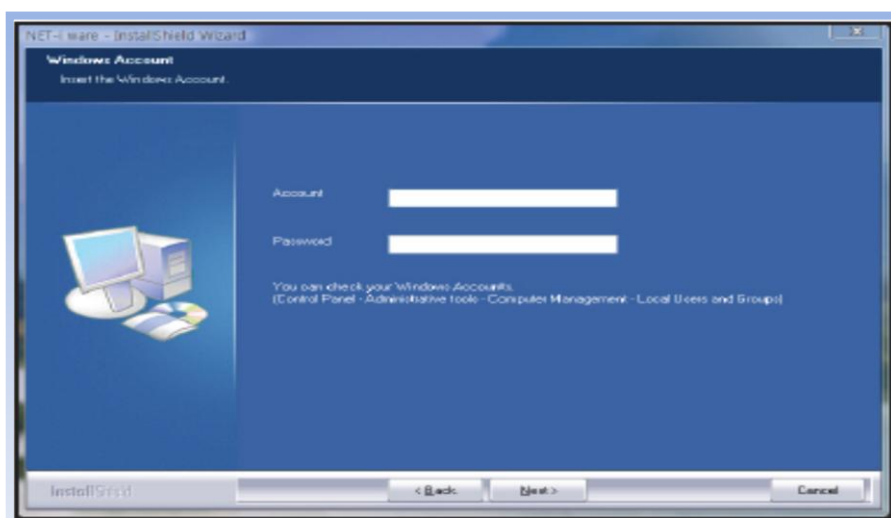 NET-i ware - InstallShield Wizard
Windows Account
Insert the Windows Account.
Account
Password
You can check your Windows Accounts.
(Control Panel - Administrative tools - Computer Management - Local Users and Groups)
InstallShield
< Back
Next >
Cancel